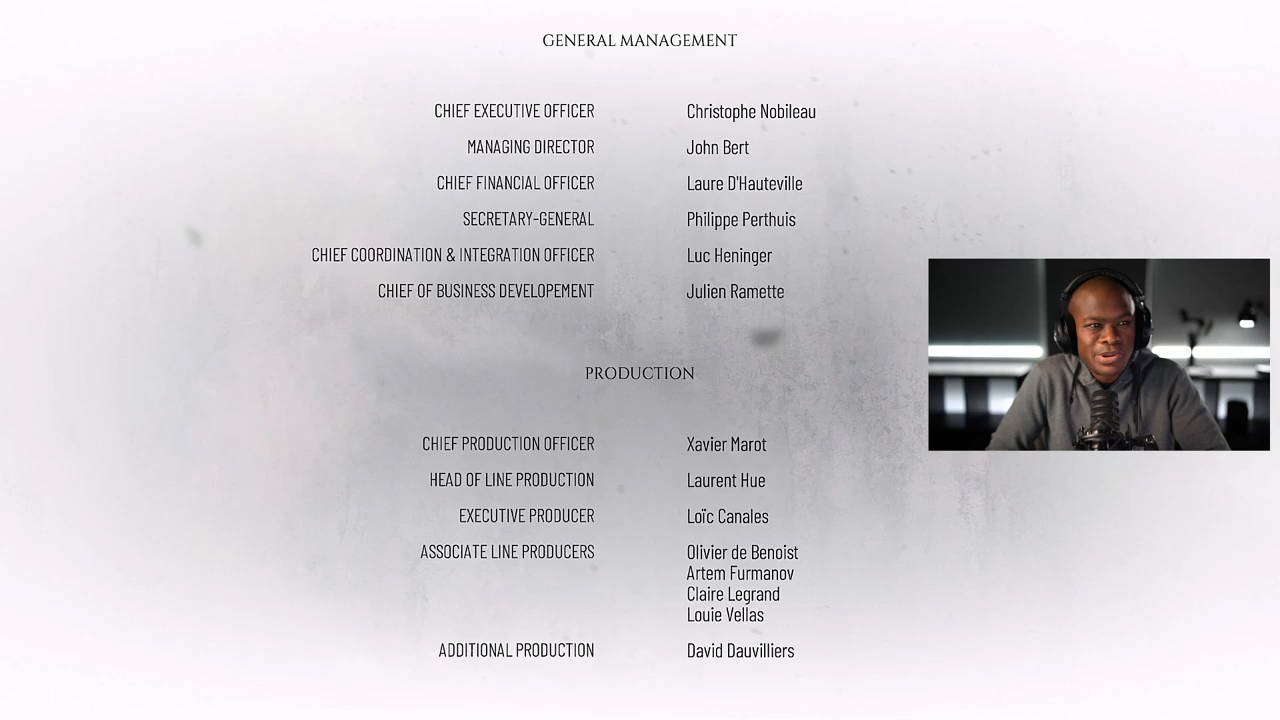 GENERAL MANAGEMENT
CHIEF EXECUTIVE OFFICER Christophe Nobileau
MANAGING DIRECTOR John Bert
CHIEF FINANCIAL OFFICER Laure D'Hauteville
SECRETARY-GENERAL Philippe Perthuis
CHIEF COORDINATION & INTEGRATION OFFICER Luc Heninger
CHIEF OF BUSINESS DEVELOPEMENT Julien Ramette
PRODUCTION
CHIEF PRODUCTION OFFICER Xavier Marot
HEAD OF LINE PRODUCTION Laurent Hue
EXECUTIVE PRODUCER Loïc Canales
ASSOCIATE LINE PRODUCERS Olivier de Benoist
Artem Furmanov
Claire Legrand
Louie Vellas
ADDITIONAL PRODUCTION David Dauvilliers